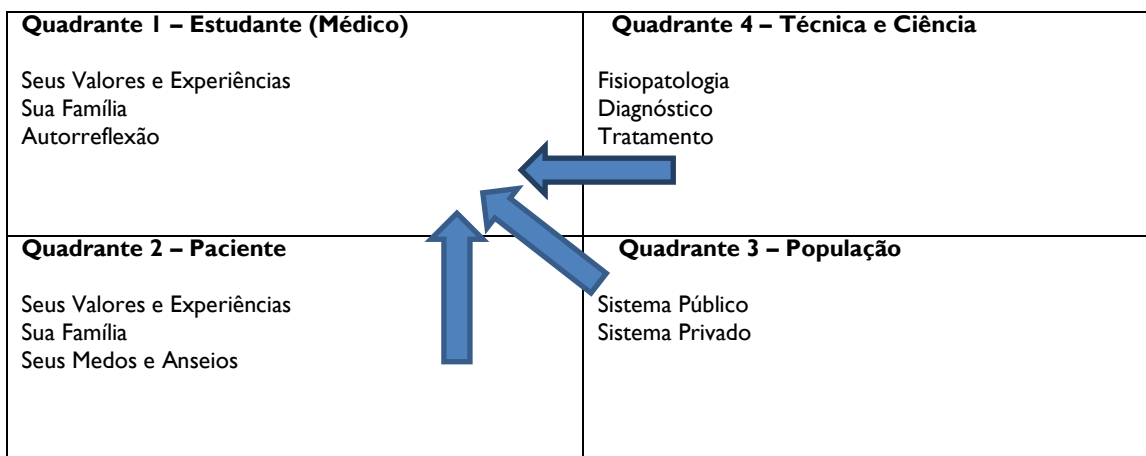 Quadrante 1 – Estudante (Médico)
Seus Valores e Experiências
Sua Família
Autorreflexão
Quadrante 4 – Técnica e Ciência
Fisiopatologia
Diagnóstico
Tratamento
Quadrante 2 – Paciente
Seus Valores e Experiências
Sua Família
Seus Medos e Anseios
Quadrante 3 – População
Sistema Público
Sistema Privado